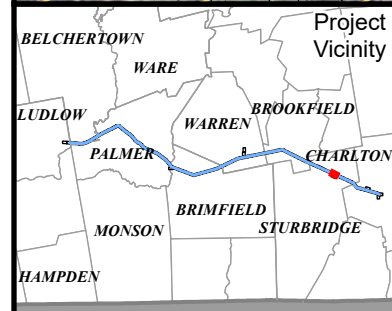 Project
Vicinity
BELCHERTOWN
WARE
BROOKFIELD
LUDLOW
WARREN
PALMER
CHARLTON
BRIMFIELD
STURBRIDGE
MONSON
HAMPDEN